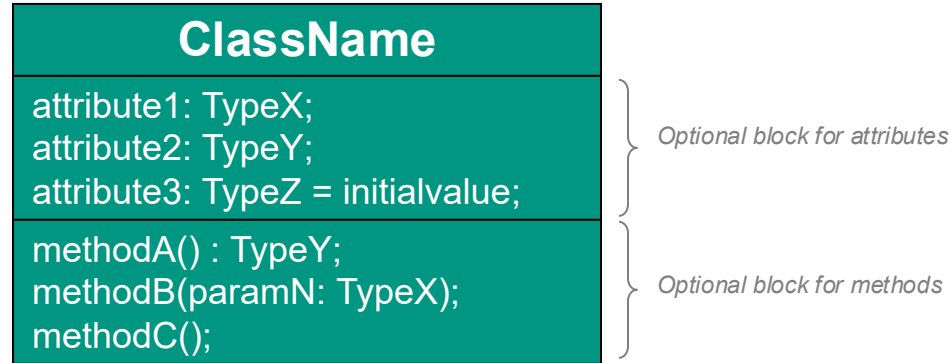 ClassName
attribute1: TypeX;
attribute2: TypeY;
attribute3: TypeZ = initialvalue;
Optional block for attributes
methodA() : TypeY;
methodB(paramN: TypeX);
methodC();
Optional block for methods